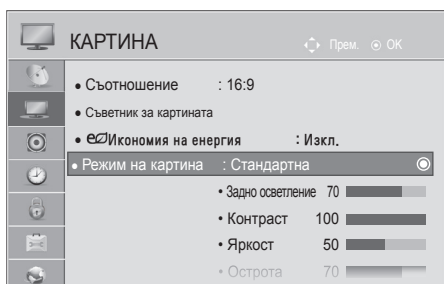 КАРТИНА
Прем. OK
• Съотношение : 16:9
• Съветник за картината
• Икономия на енергия : Изкл.
• Режим на картина : Стандартна
• Задно осветление 70
• Контраст 100
• Яркост 50
• Острота 70